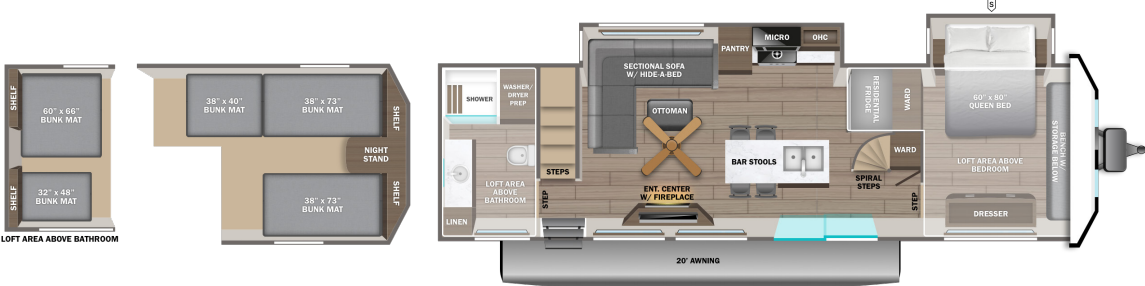 SHELF
60" x 66"
BUNK MAT
SHELF
32" x 48"
BUNK MAT
LOFT AREA ABOVE BATHROOM
38" x 40"
BUNK MAT
38" x 73"
BUNK MAT
SHELF
NIGHT
STAND
38" x 73"
BUNK MAT
SHELF
S
SHOWER
WASHER/
DRYER
PREP
LOFT AREA
ABOVE
BATHROOM
LINEN
STEPS
STEP
SECTIONAL SOFA
W/ HIDE-A-BED
OTTOMAN
ENT. CENTER
W/ FIREPLACE
PANTRY
MICRO
OHC
BAR STOOLS
RESIDENTIAL
FRIDGE
WARD
WARD
SPIRAL
STEPS
STEP
60" x 80"
QUEEN BED
LOFT AREA ABOVE
BEDROOM
BENCH W/
STORAGE BELOW
DRESSER
20' AWNING